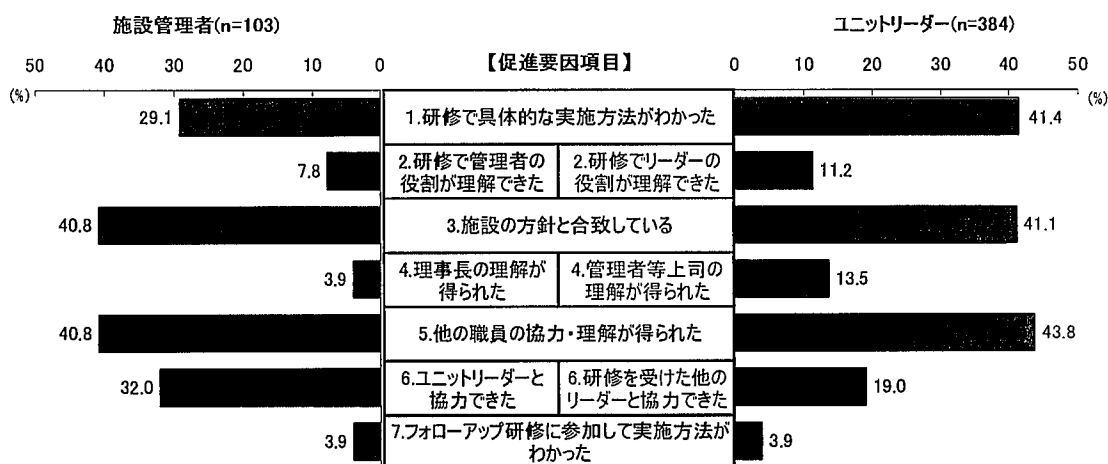 施設管理者(n=103)
ユニットリーダー(n=384)
50 40 30 20 10 0
【促進要因項目】
0 10 20 30 40 50
(%)
(%)
29.1
1.研修で具体的な実施方法がわかった
41.4
7.8
2.研修で管理者の
役割が理解できた
2.研修でリーダーの
役割が理解できた
11.2
40.8
3.施設の方針と合致している
41.1
3.9
4.理事長の理解が
得られた
4.管理者等上司の
理解が得られた
13.5
40.8
5.他の職員の協力・理解が得られた
43.8
32.0
6.ユニットリーダーと
協力できた
6.研修を受けた他の
リーダーと協力できた
19.0
3.9
7.フォローアップ研修に参加して実施方法が
わかった
3.9